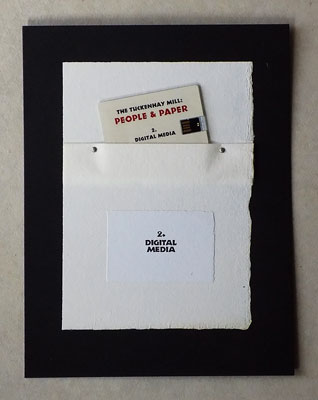 THE TUCKENHAY MILL:
PEOPLE & PAPER
2.
DIGITAL MEDIA
2.
DIGITAL
MEDIA